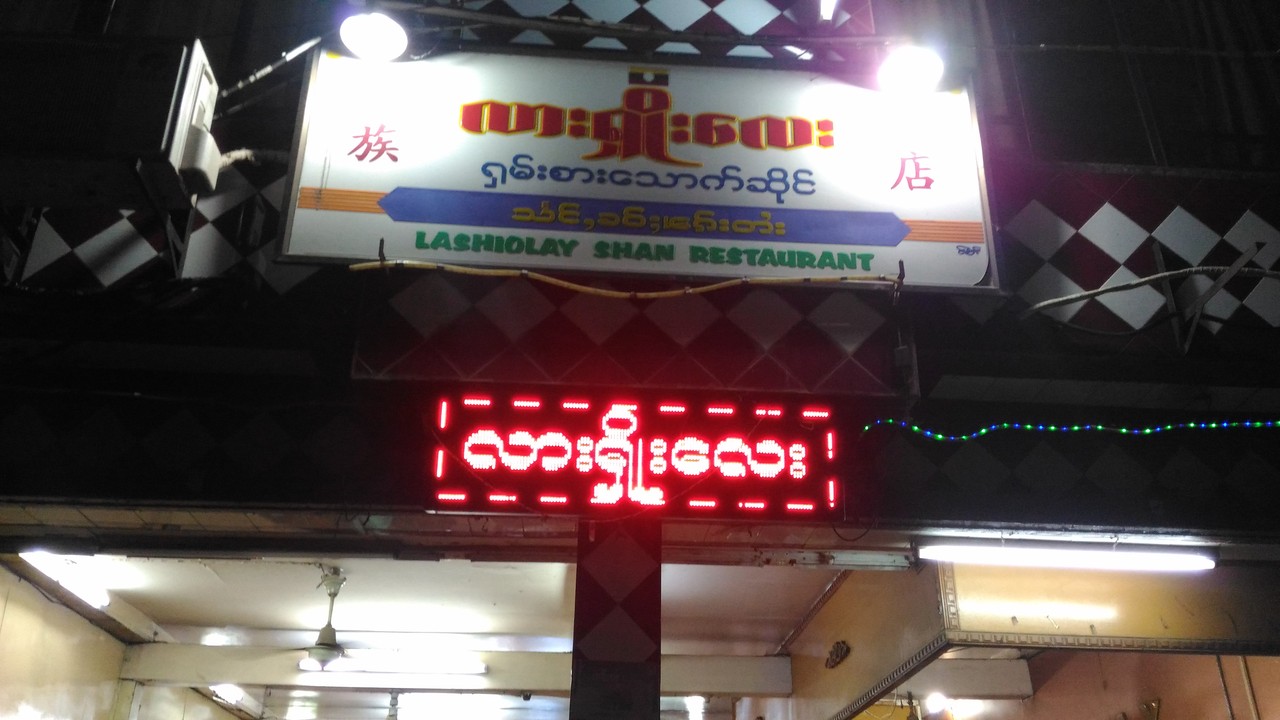 လားရှိုးလေး
族 店
ရှမ်းစားသောက်ဆိုင်
LASHIOLAY SHAN RESTAURANT
လားရှိုးလေး